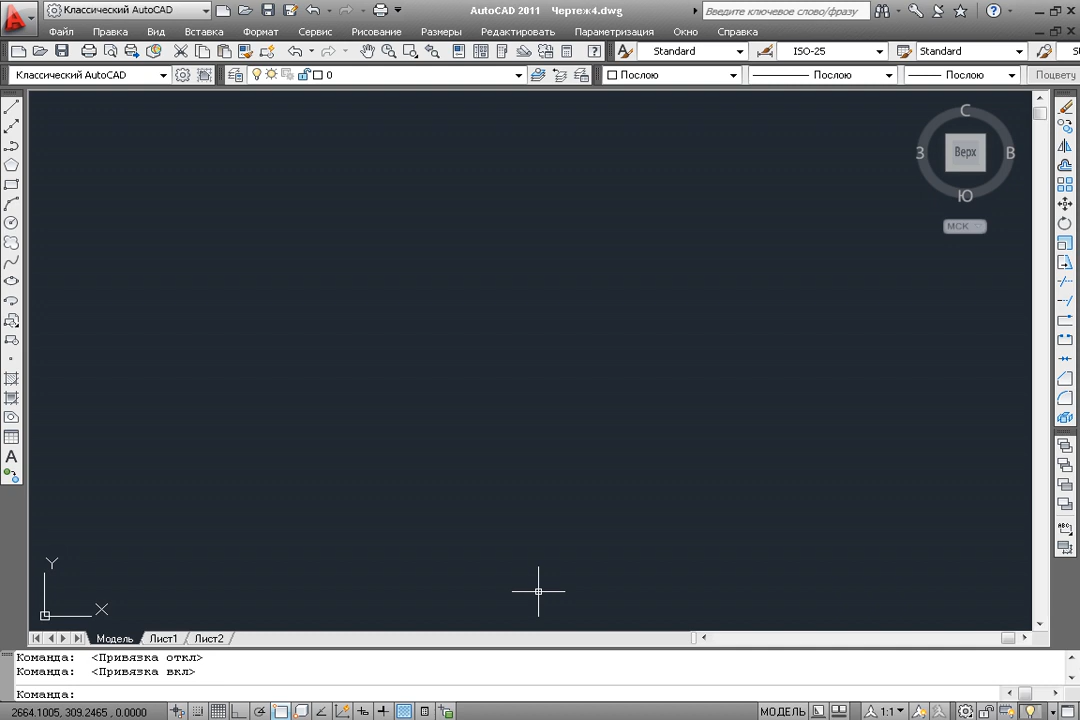 Классический AutoCAD
AutoCAD 2011 Чертеж4.dwg
Введите ключевое слово/фразу
Файл Правка Вид Вставка Формат Сервис Рисование Размеры Редактировать Параметризация Окно Справка
Standard ISO-25 Standard
Классический AutoCAD 0 Послою Послою Послою Поцвету
С
З Верх В
Ю
МСК
Y
X
Модель Лист1 Лист2
Команда: <Привязка откл>
Команда: <Привязка вкл>
Команда:
2664.1005, 309.2465, 0.0000 МОДЕЛЬ 1:1